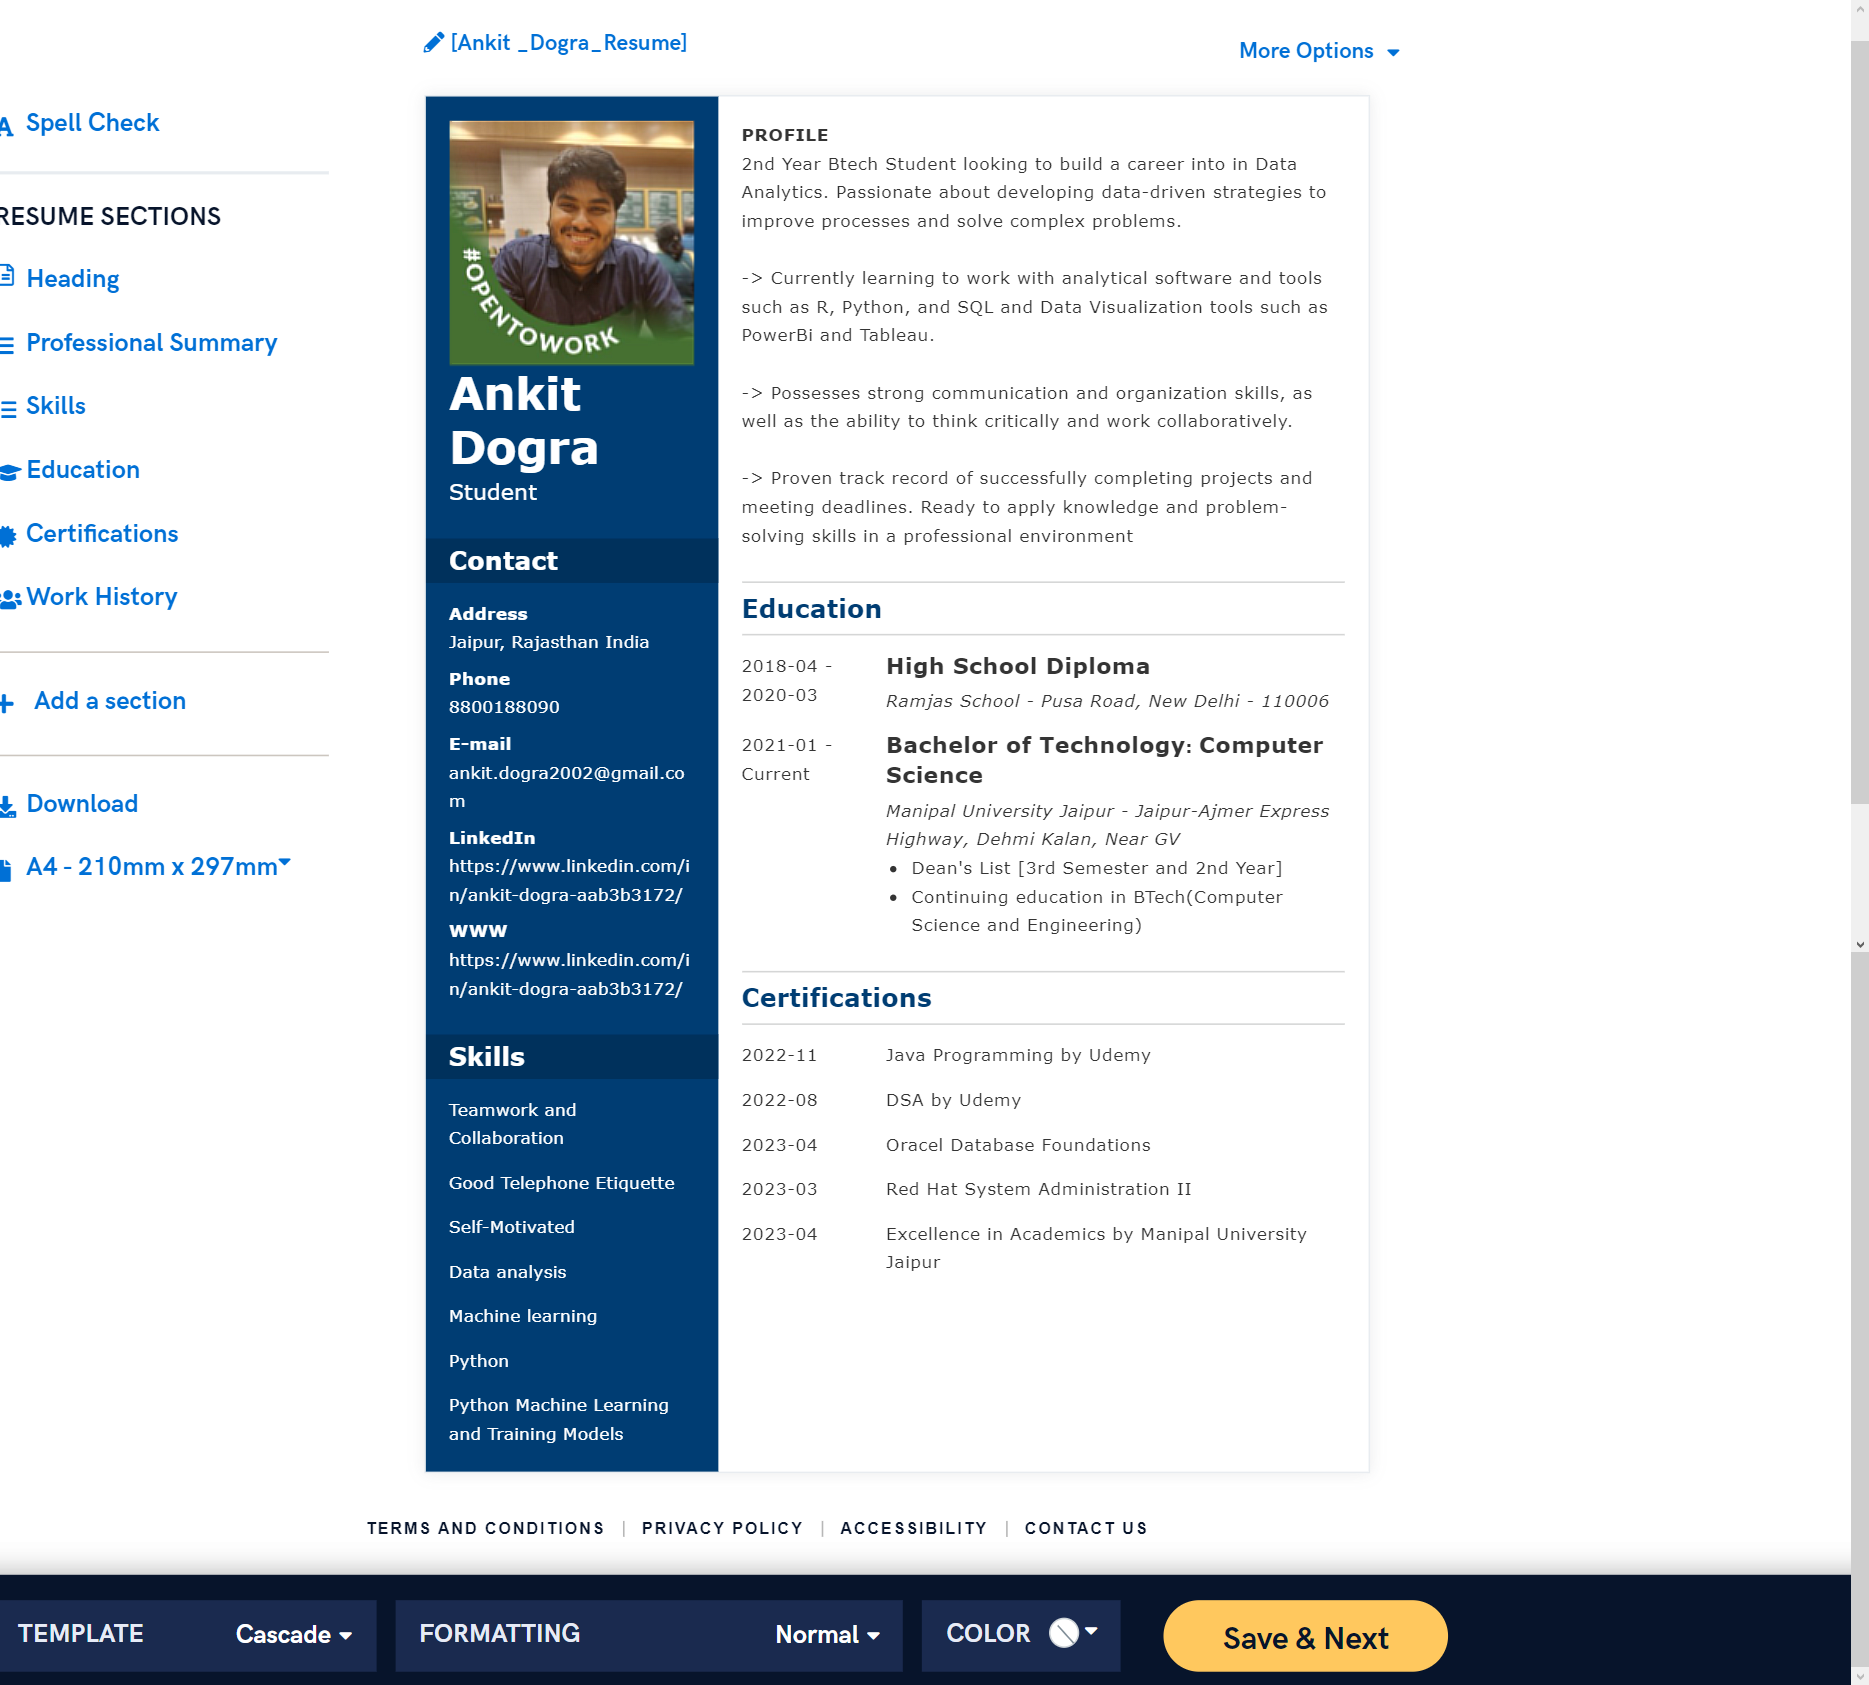 [Ankit _Dogra_Resume]
More Options
Spell Check
RESUME SECTIONS
Heading
Professional Summary
Skills
Education
Certifications
Work History
Add a section
Download
A4 - 210mm x 297mm
#OPENTOWORK
Ankit
Dogra
Student
Contact
Address
Jaipur, Rajasthan India
Phone
8800188090
E-mail
ankit.dogra2002@gmail.co
m
LinkedIn
https://www.linkedin.com/i
n/ankit-dogra-aab3b3172/
WWW
https://www.linkedin.com/i
n/ankit-dogra-aab3b3172/
Skills
Teamwork and
Collaboration
Good Telephone Etiquette
Self-Motivated
Data analysis
Machine learning
Python
Python Machine Learning
and Training Models
PROFILE
2nd Year Btech Student looking to build a career into in Data
Analytics. Passionate about developing data-driven strategies to
improve processes and solve complex problems.
-> Currently learning to work with analytical software and tools
such as R, Python, and SQL and Data Visualization tools such as
PowerBi and Tableau.
-> Possesses strong communication and organization skills, as
well as the ability to think critically and work collaboratively.
-> Proven track record of successfully completing projects and
meeting deadlines. Ready to apply knowledge and problem-
solving skills in a professional environment
Education
2018-04 -
2020-03
High School Diploma
Ramjas School - Pusa Road, New Delhi - 110006
2021-01 -
Current
Bachelor of Technology: Computer
Science
Manipal University Jaipur - Jaipur-Ajmer Express
Highway, Dehmi Kalan, Near GV
• Dean's List [3rd Semester and 2nd Year]
• Continuing education in BTech(Computer
Science and Engineering)
Certifications
2022-11 Java Programming by Udemy
2022-08 DSA by Udemy
2023-04 Oracel Database Foundations
2023-03 Red Hat System Administration II
2023-04 Excellence in Academics by Manipal University
Jaipur
TERMS AND CONDITIONS | PRIVACY POLICY | ACCESSIBILITY | CONTACT US
TEMPLATE Cascade FORMATTING Normal COLOR Save & Next